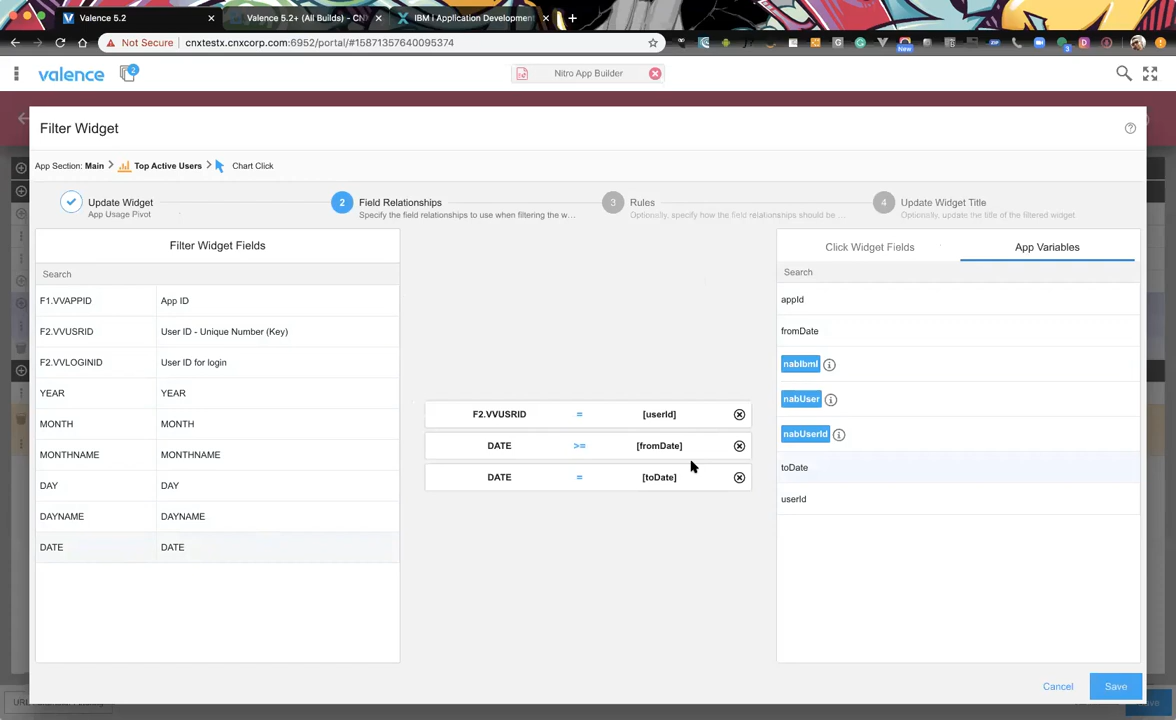 Valence 5.2
Valence 5.2+ (All Builds) - CN
IBM i Application Development
Not Secure
cnxtestx.cnxcorp.com:6952/portal/#15871357640095374
New
3
valence
2
Nitro App Builder
Filter Widget
App Section: Main
Top Active Users
Chart Click
Update Widget
App Usage Pivot
2
Field Relationships
Specify the field relationships to use when filtering the w...
3
Rules
Optionally, specify how the field relationships should be ...
4
Update Widget Title
Optionally, update the title of the filtered widget
Filter Widget Fields
Search
F1.VVAPPID App ID
F2.VVUSRID User ID - Unique Number (Key)
F2.VVLOGINID User ID for login
YEAR YEAR
MONTH MONTH
MONTHNAME MONTHNAME
DAY DAY
DAYNAME DAYNAME
DATE DATE
F2.VVUSRID = [userId]
DATE >= [fromDate]
DATE = [toDate]
Click Widget Fields
App Variables
Search
appId
fromDate
nabIbmI
nabUser
nabUserId
toDate
userId
Cancel
Save